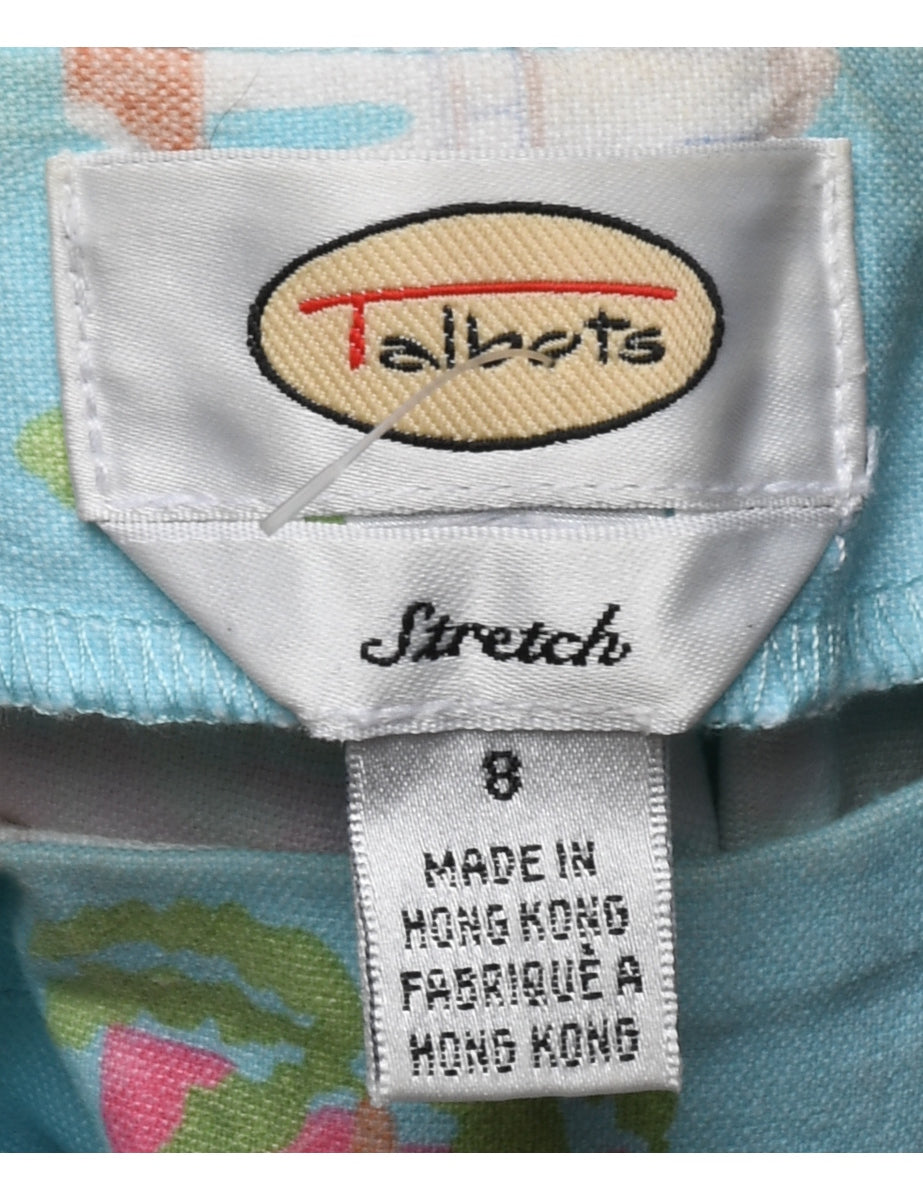 Talbots
Stretch
8
MADE IN
HONG KONG
FABRIQUÉ A
HONG KONG